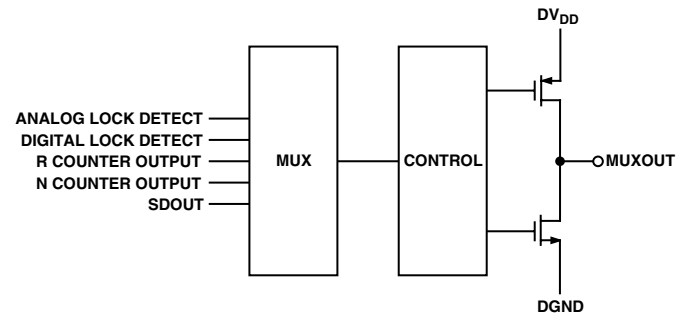 DVDD
ANALOG LOCK DETECT
DIGITAL LOCK DETECT
R COUNTER OUTPUT
N COUNTER OUTPUT
SDOUT
MUX
CONTROL
MUXOUT
DGND